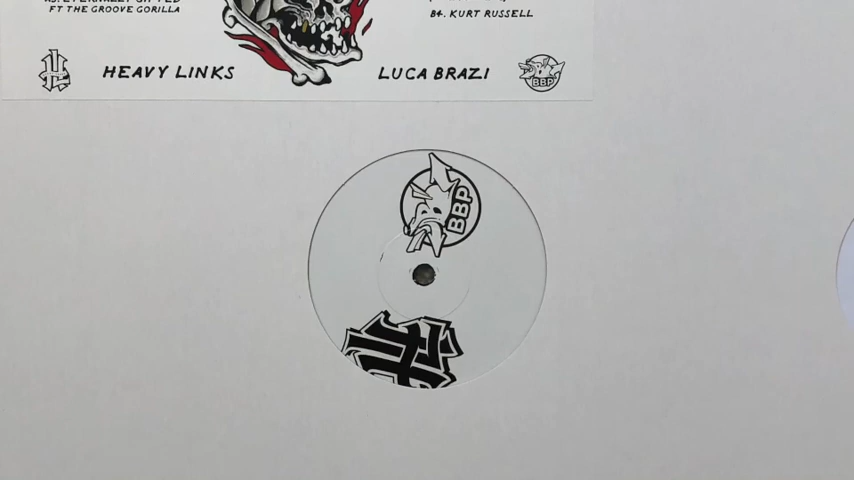 FT THE GROOVE GORILLA
B4. KURT RUSSELL
HEAVY LINKS
LUCA BRAZI
BBP
BBP